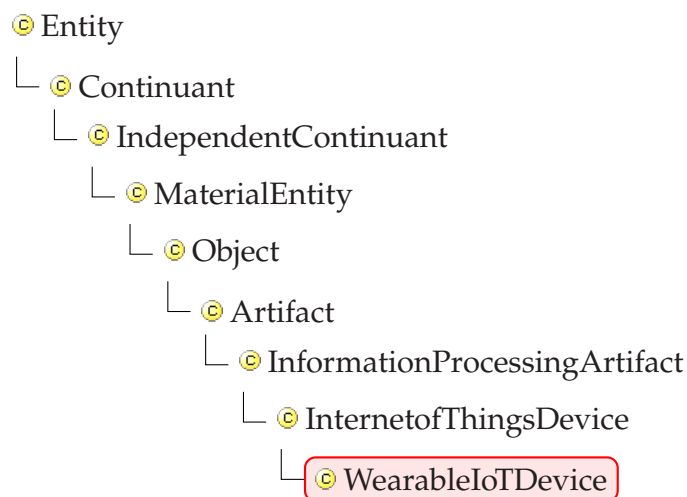 Entity
Continuant
IndependentContinuant
MaterialEntity
Object
Artifact
InformationProcessingArtifact
InternetofThingsDevice
WearableIoTDevice